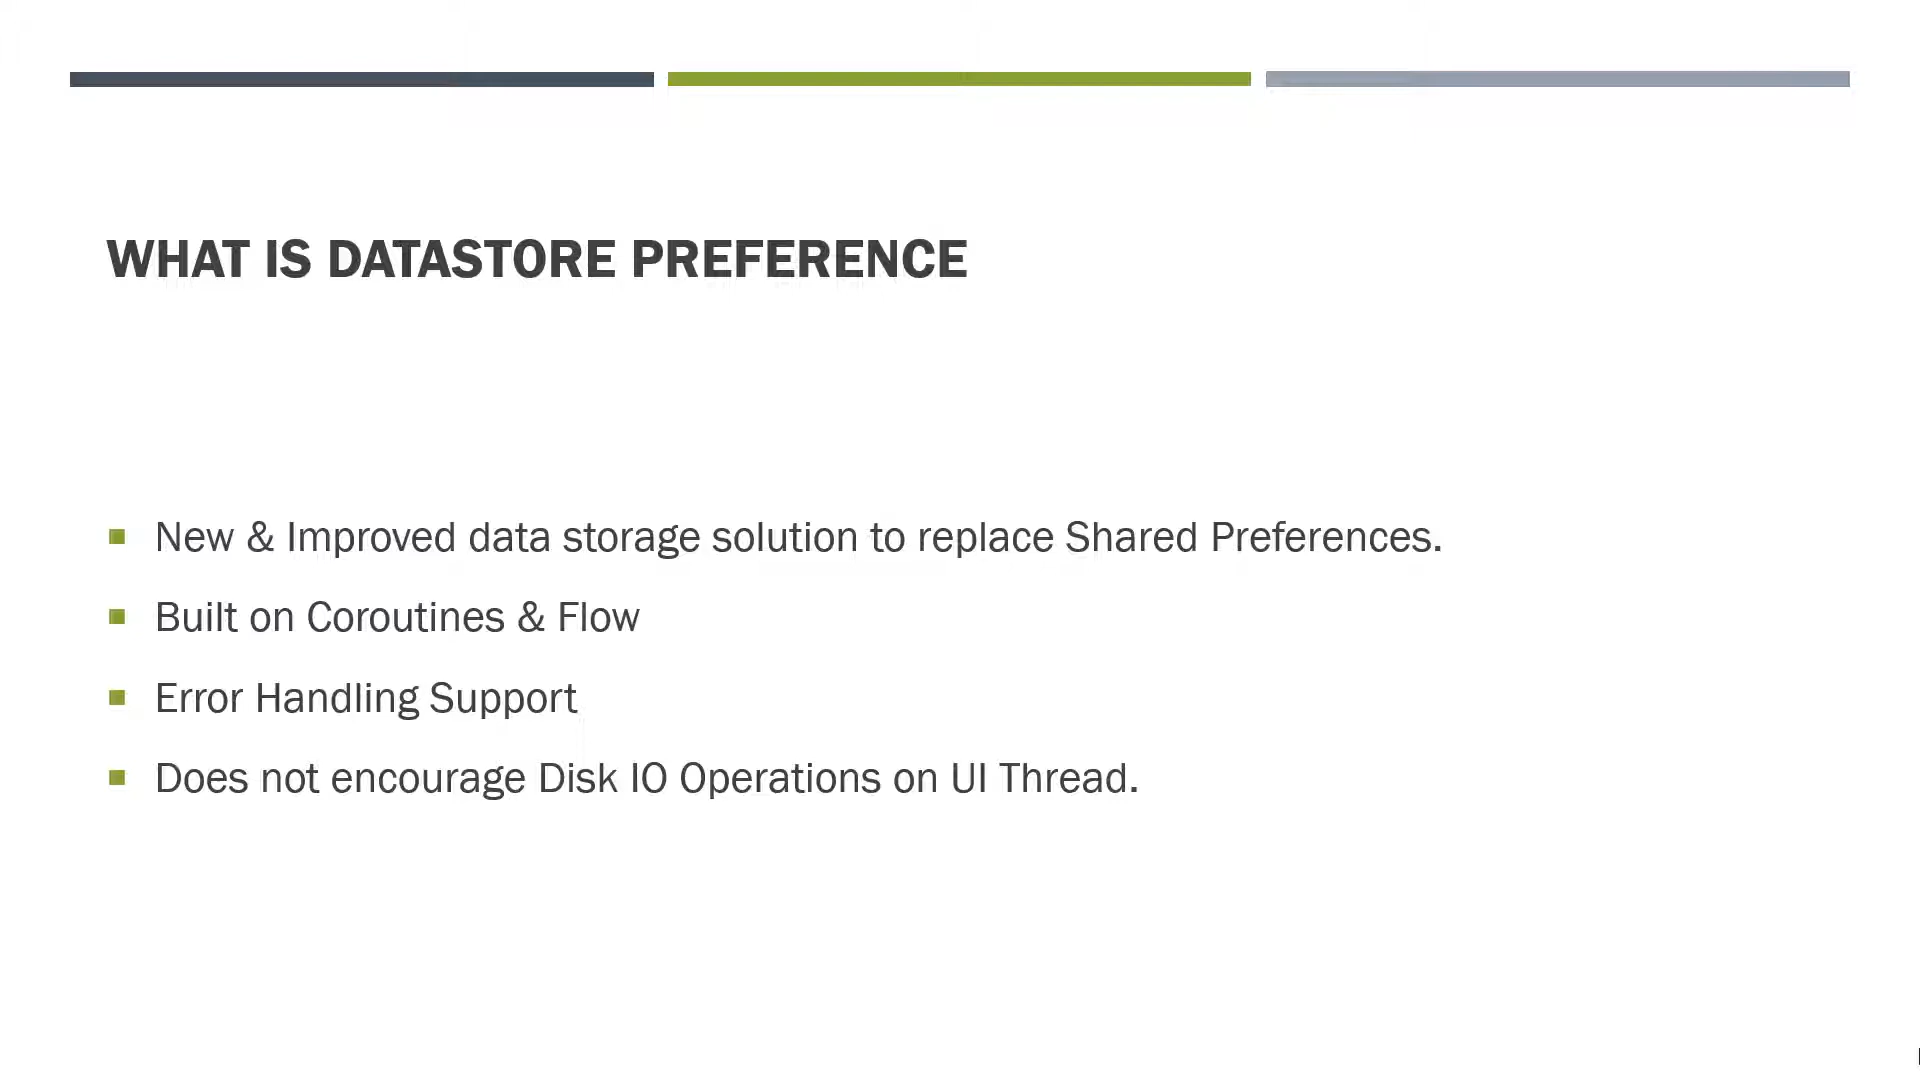 WHAT IS DATASTORE PREFERENCE
New & Improved data storage solution to replace Shared Preferences.
Built on Coroutines & Flow
Error Handling Support
Does not encourage Disk IO Operations on UI Thread.